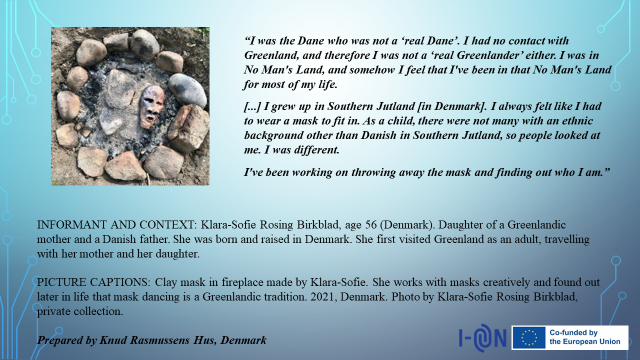 “I was the Dane who was not a ‘real Dane’. I had no contact with
Greenland, and therefore I was not a ‘real Greenlander’ either. I was in
No Man's Land, and somehow I feel that I've been in that No Man's Land
for most of my life.
[...] I grew up in Southern Jutland [in Denmark]. I always felt like I had
to wear a mask to fit in. As a child, there were not many with an ethnic
background other than Danish in Southern Jutland, so people looked at
me. I was different.
I've been working on throwing away the mask and finding out who I am.”
INFORMANT AND CONTEXT: Klara-Sofie Rosing Birkblad, age 56 (Denmark). Daughter of a Greenlandic
mother and a Danish father. She was born and raised in Denmark. She first visited Greenland as an adult, travelling
with her mother and her daughter.
PICTURE CAPTIONS: Clay mask in fireplace made by Klara-Sofie. She works with masks creatively and found out
later in life that mask dancing is a Greenlandic tradition. 2021, Denmark. Photo by Klara-Sofie Rosing Birkblad,
private collection.
Prepared by Knud Rasmussens Hus, Denmark
I-ON
Co-funded by
the European Union